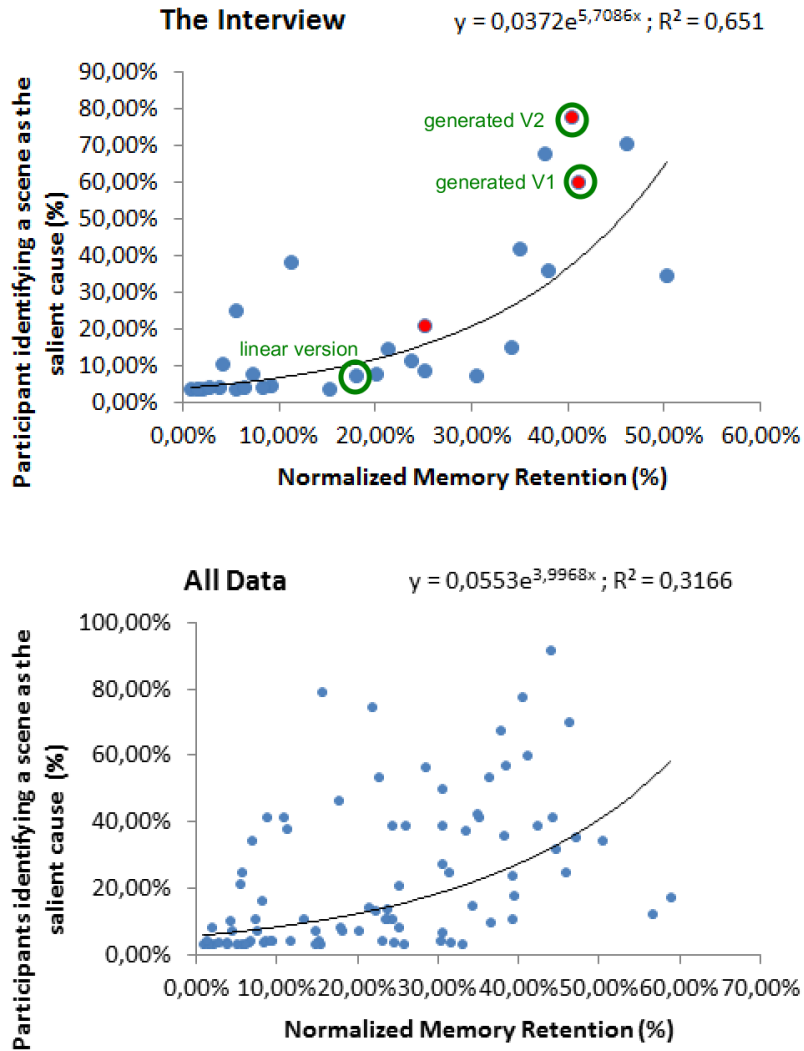 The Interview
y = 0,0372e^5,7086x ; R² = 0,651
Participant identifying a scene as the
salient cause (%)
90,00%
80,00%
70,00%
60,00%
50,00%
40,00%
30,00%
20,00%
10,00%
0,00%
generated V2
generated V1
linear version
0,00% 10,00% 20,00% 30,00% 40,00% 50,00% 60,00%
Normalized Memory Retention (%)
All Data
y = 0,0553e^3,9968x ; R² = 0,3166
Participants identifying a scene as the
salient cause (%)
100,00%
80,00%
60,00%
40,00%
20,00%
0,00%
0,00% 10,00% 20,00% 30,00% 40,00% 50,00% 60,00% 70,00%
Normalized Memory Retention (%)